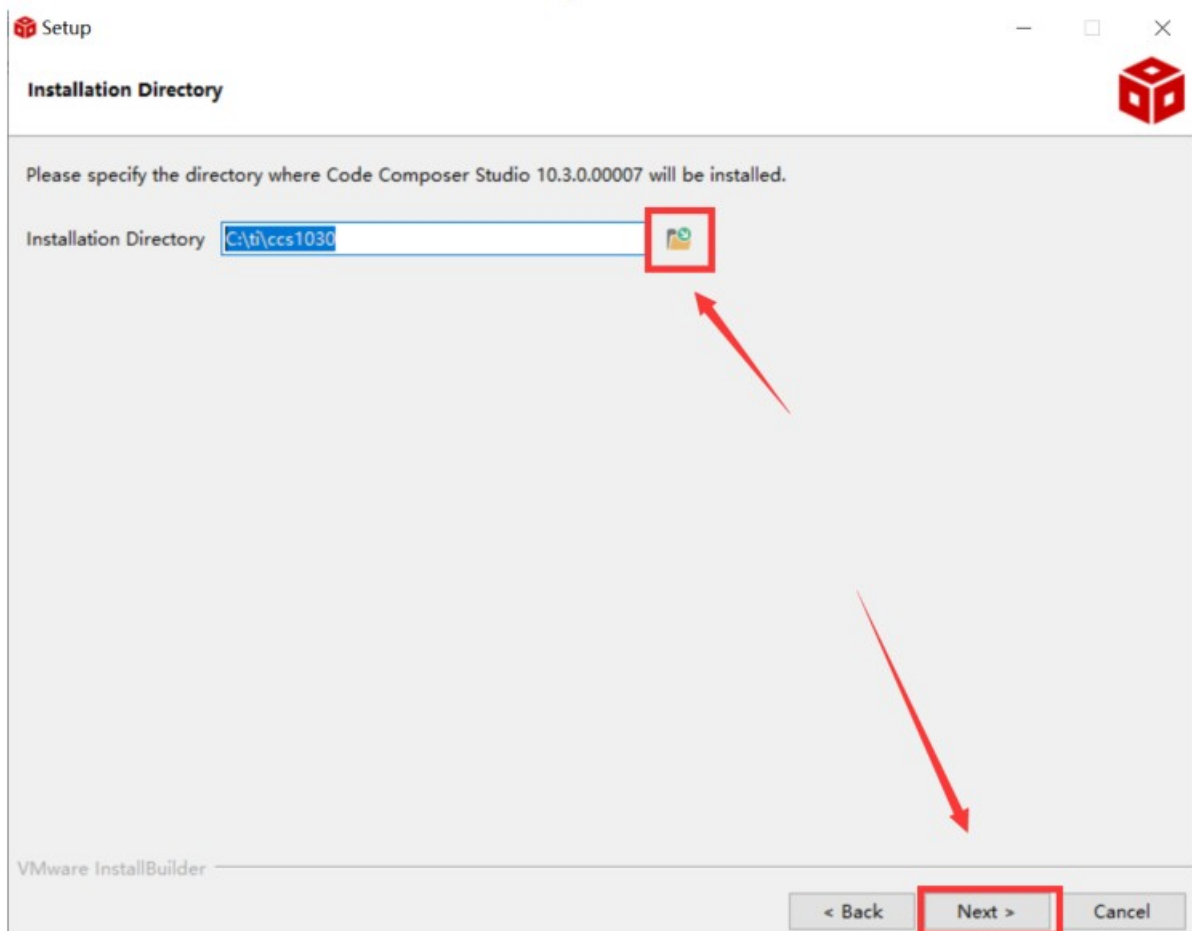 Setup
Installation Directory
Please specify the directory where Code Composer Studio 10.3.0.00007 will be installed.
Installation Directory C:\ti\ccs1030
VMware InstallBuilder
< Back Next > Cancel